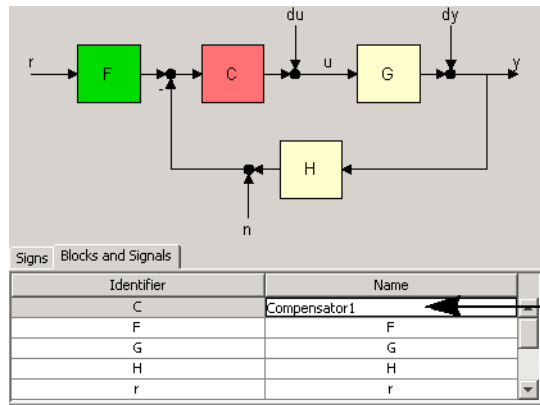 du dy
r F C u G y
-
H
n
Signs Blocks and Signals
Identifier Name
C Compensator1
F F
G G
H H
r r